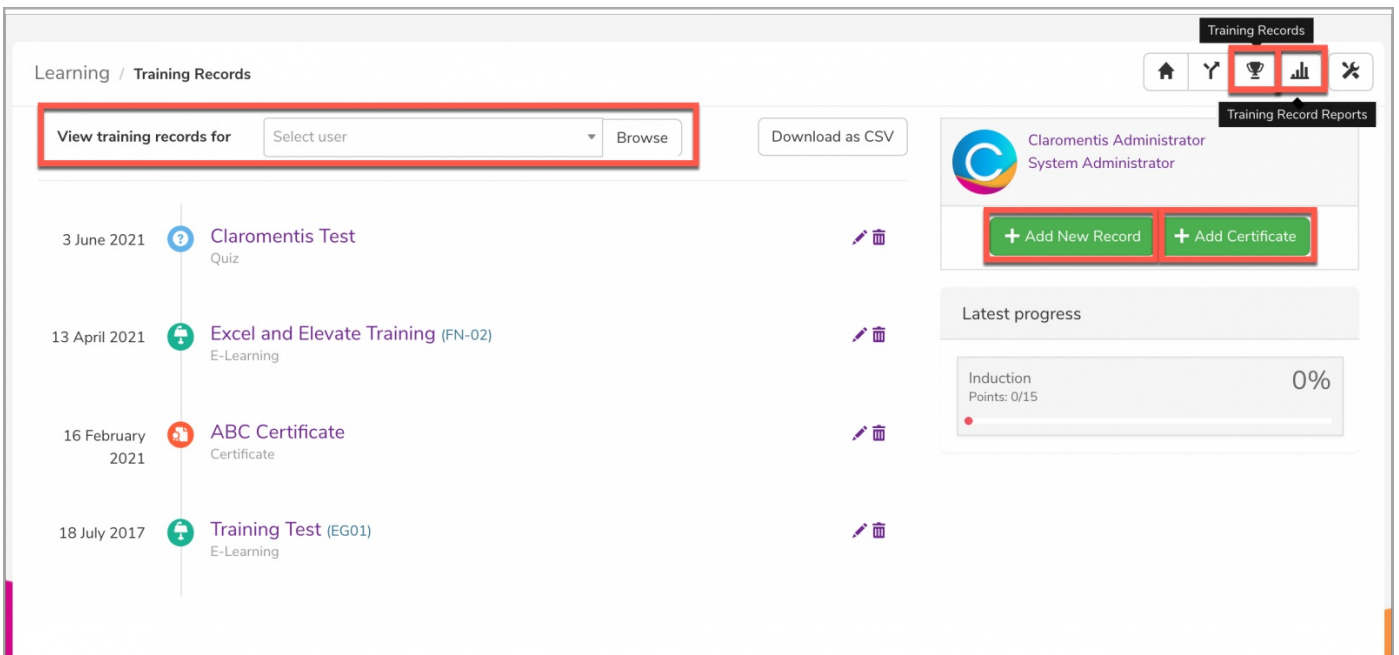 Training Records
Learning / Training Records
Training Record Reports
View training records for
Select user
Browse
Download as CSV
Claromentis Administrator
System Administrator
+ Add New Record
+ Add Certificate
3 June 2021
Claromentis Test
Quiz
Latest progress
13 April 2021
Excel and Elevate Training (FN-02)
E-Learning
Induction
0%
Points: 0/15
16 February
2021
ABC Certificate
Certificate
18 July 2017
Training Test (EG01)
E-Learning